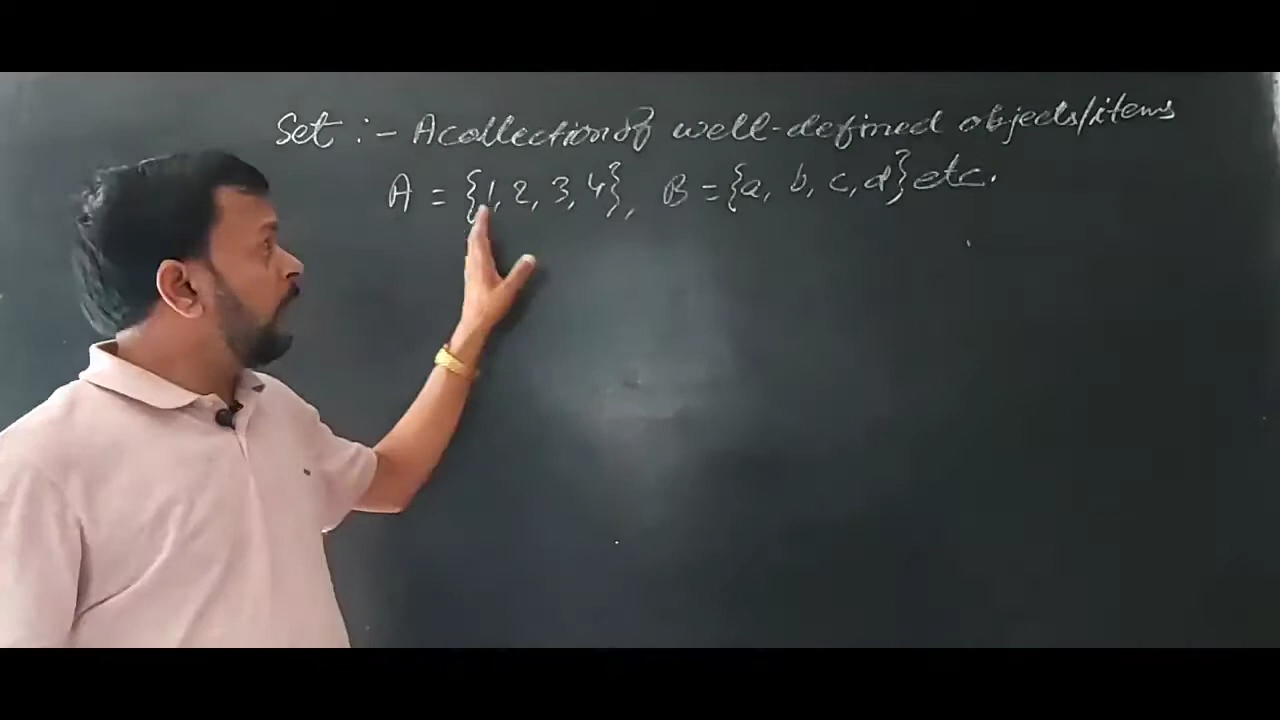 Set :- A collection of well-defined objects/items
A = {1, 2, 3, 4}, B = {a, b, c, d} etc.